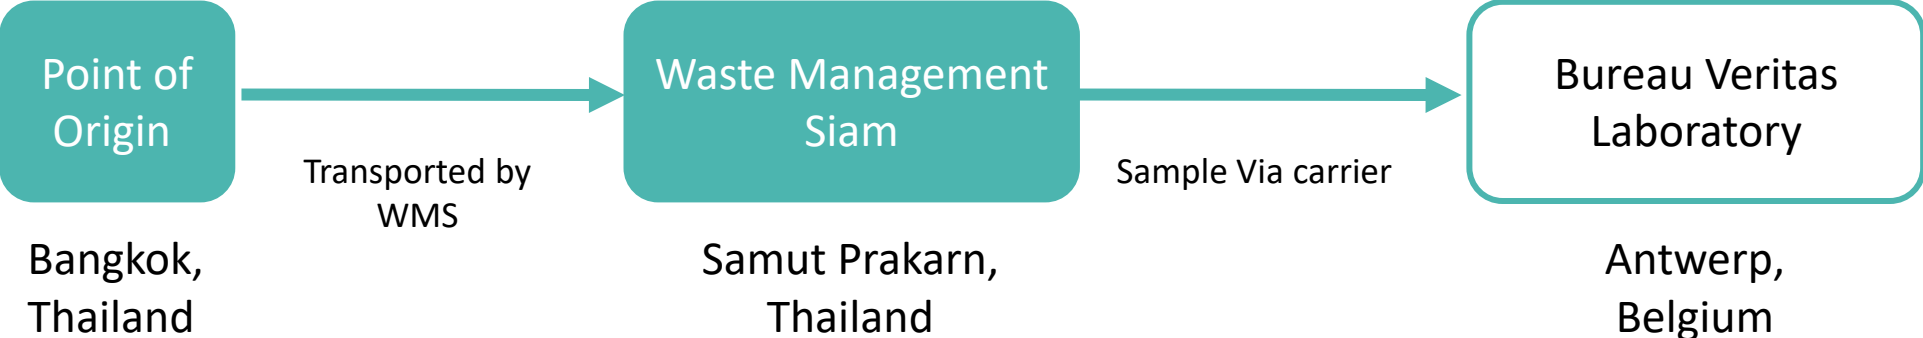 Point of
Origin
Transported by
WMS
Waste Management
Siam
Sample Via carrier
Bureau Veritas
Laboratory
Bangkok,
Thailand
Samut Prakarn,
Thailand
Antwerp,
Belgium